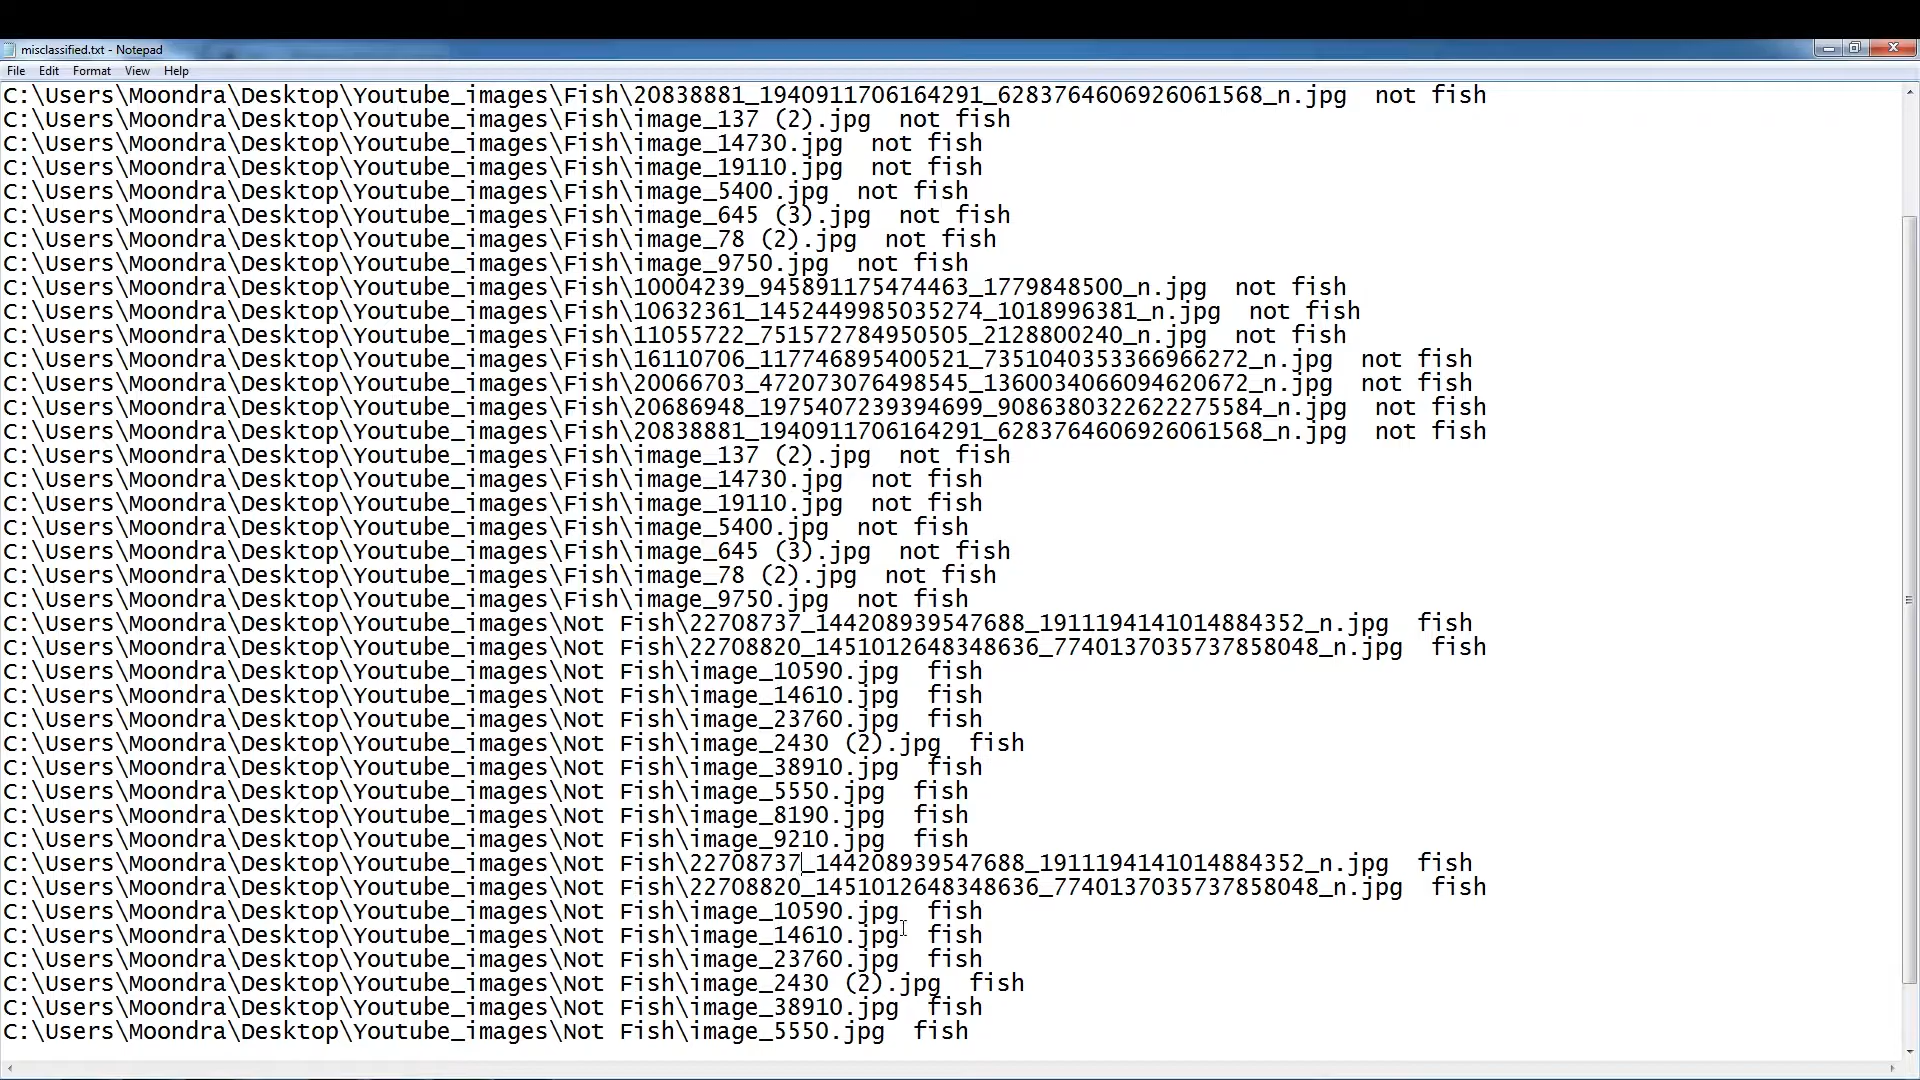 misclassified.txt - Notepad
File Edit Format View Help
C:\Users\Moondra\Desktop\Youtube_images\Fish\20838881_1940911706164291_6283764606926061568_n.jpg  not fish
C:\Users\Moondra\Desktop\Youtube_images\Fish\image_137 (2).jpg  not fish
C:\Users\Moondra\Desktop\Youtube_images\Fish\image_14730.jpg  not fish
C:\Users\Moondra\Desktop\Youtube_images\Fish\image_19110.jpg  not fish
C:\Users\Moondra\Desktop\Youtube_images\Fish\image_5400.jpg  not fish
C:\Users\Moondra\Desktop\Youtube_images\Fish\image_645 (3).jpg  not fish
C:\Users\Moondra\Desktop\Youtube_images\Fish\image_78 (2).jpg  not fish
C:\Users\Moondra\Desktop\Youtube_images\Fish\image_9750.jpg  not fish
C:\Users\Moondra\Desktop\Youtube_images\Fish\10004239_945891175474463_1779848500_n.jpg  not fish
C:\Users\Moondra\Desktop\Youtube_images\Fish\10632361_1452449985035274_1018996381_n.jpg  not fish
C:\Users\Moondra\Desktop\Youtube_images\Fish\11055722_751572784950505_2128800240_n.jpg  not fish
C:\Users\Moondra\Desktop\Youtube_images\Fish\16110706_117746895400521_7351040353366966272_n.jpg  not fish
C:\Users\Moondra\Desktop\Youtube_images\Fish\20066703_472073076498545_1360034066094620672_n.jpg  not fish
C:\Users\Moondra\Desktop\Youtube_images\Fish\20686948_1975407239394699_9086380322622275584_n.jpg  not fish
C:\Users\Moondra\Desktop\Youtube_images\Fish\20838881_1940911706164291_6283764606926061568_n.jpg  not fish
C:\Users\Moondra\Desktop\Youtube_images\Fish\image_137 (2).jpg  not fish
C:\Users\Moondra\Desktop\Youtube_images\Fish\image_14730.jpg  not fish
C:\Users\Moondra\Desktop\Youtube_images\Fish\image_19110.jpg  not fish
C:\Users\Moondra\Desktop\Youtube_images\Fish\image_5400.jpg  not fish
C:\Users\Moondra\Desktop\Youtube_images\Fish\image_645 (3).jpg  not fish
C:\Users\Moondra\Desktop\Youtube_images\Fish\image_78 (2).jpg  not fish
C:\Users\Moondra\Desktop\Youtube_images\Fish\image_9750.jpg  not fish
C:\Users\Moondra\Desktop\Youtube_images\Not Fish\22708737_144208939547688_1911194141014884352_n.jpg  fish
C:\Users\Moondra\Desktop\Youtube_images\Not Fish\22708820_1451012648348636_7740137035737858048_n.jpg  fish
C:\Users\Moondra\Desktop\Youtube_images\Not Fish\image_10590.jpg  fish
C:\Users\Moondra\Desktop\Youtube_images\Not Fish\image_14610.jpg  fish
C:\Users\Moondra\Desktop\Youtube_images\Not Fish\image_23760.jpg  fish
C:\Users\Moondra\Desktop\Youtube_images\Not Fish\image_2430 (2).jpg  fish
C:\Users\Moondra\Desktop\Youtube_images\Not Fish\image_38910.jpg  fish
C:\Users\Moondra\Desktop\Youtube_images\Not Fish\image_5550.jpg  fish
C:\Users\Moondra\Desktop\Youtube_images\Not Fish\image_8190.jpg  fish
C:\Users\Moondra\Desktop\Youtube_images\Not Fish\image_9210.jpg  fish
C:\Users\Moondra\Desktop\Youtube_images\Not Fish\22708737_144208939547688_1911194141014884352_n.jpg  fish
C:\Users\Moondra\Desktop\Youtube_images\Not Fish\22708820_1451012648348636_7740137035737858048_n.jpg  fish
C:\Users\Moondra\Desktop\Youtube_images\Not Fish\image_10590.jpg  fish
C:\Users\Moondra\Desktop\Youtube_images\Not Fish\image_14610.jpg  fish
C:\Users\Moondra\Desktop\Youtube_images\Not Fish\image_23760.jpg  fish
C:\Users\Moondra\Desktop\Youtube_images\Not Fish\image_2430 (2).jpg  fish
C:\Users\Moondra\Desktop\Youtube_images\Not Fish\image_38910.jpg  fish
C:\Users\Moondra\Desktop\Youtube_images\Not Fish\image_5550.jpg  fish